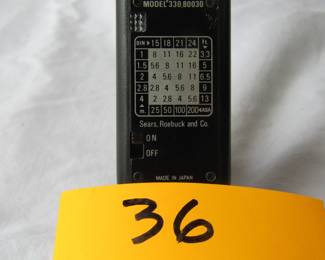 MODEL 330.80030
DIN ▶ 15 18 21 24 ft.
1 8 11 16 22 3.3
1.5 5.6 8 11 16 5
2 4 5.6 8 11 6.5
2.8 2.8 4 5.6 8 9
4 2 2.8 4 5.6 13
m. 25 50 100 200 ◀ASA
Sears, Roebuck and Co.
ON
OFF
MADE IN JAPAN
36